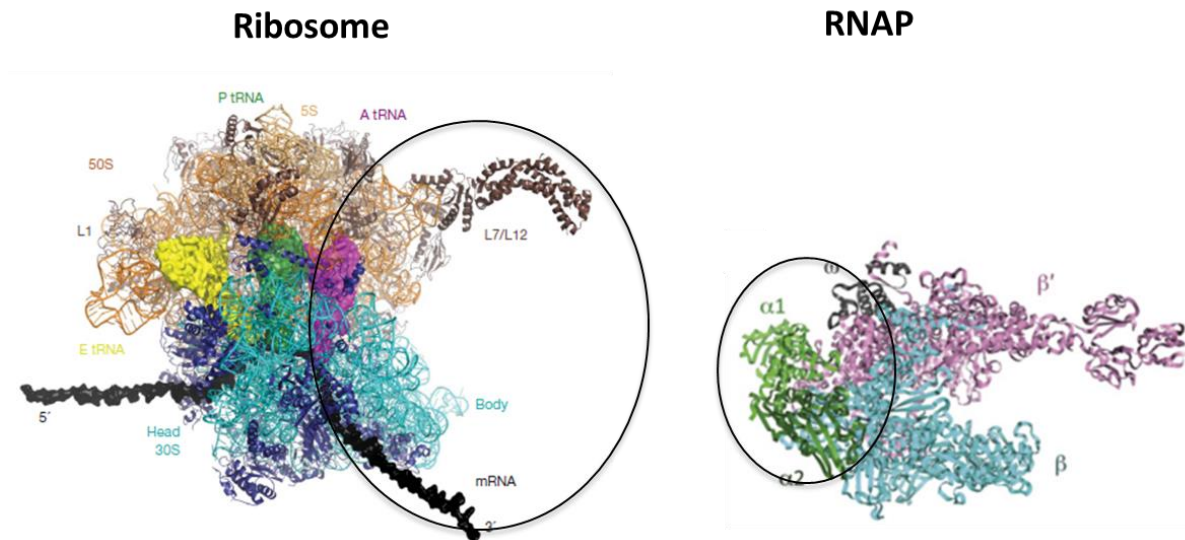 Ribosome
RNAP
P tRNA
5S
A tRNA
50S
L1
L7/L12
E tRNA
5´
Head
30S
Body
mRNA
3´
ω
α1
β′
α2
β